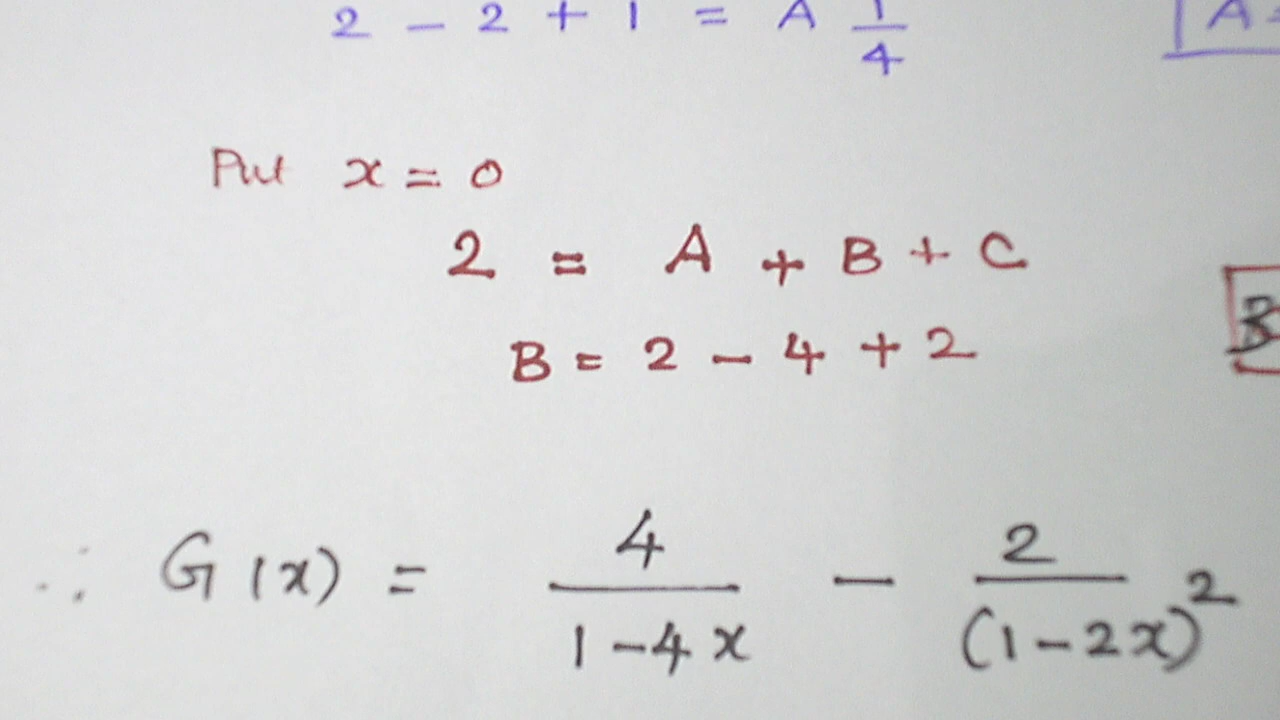 2 - 2 + 1 = A 1/4
A =
Put x = 0
2 = A + B + C
B = 2 - 4 + 2
B
∴ G(x) = 4/(1-4x) - 2/(1-2x)²